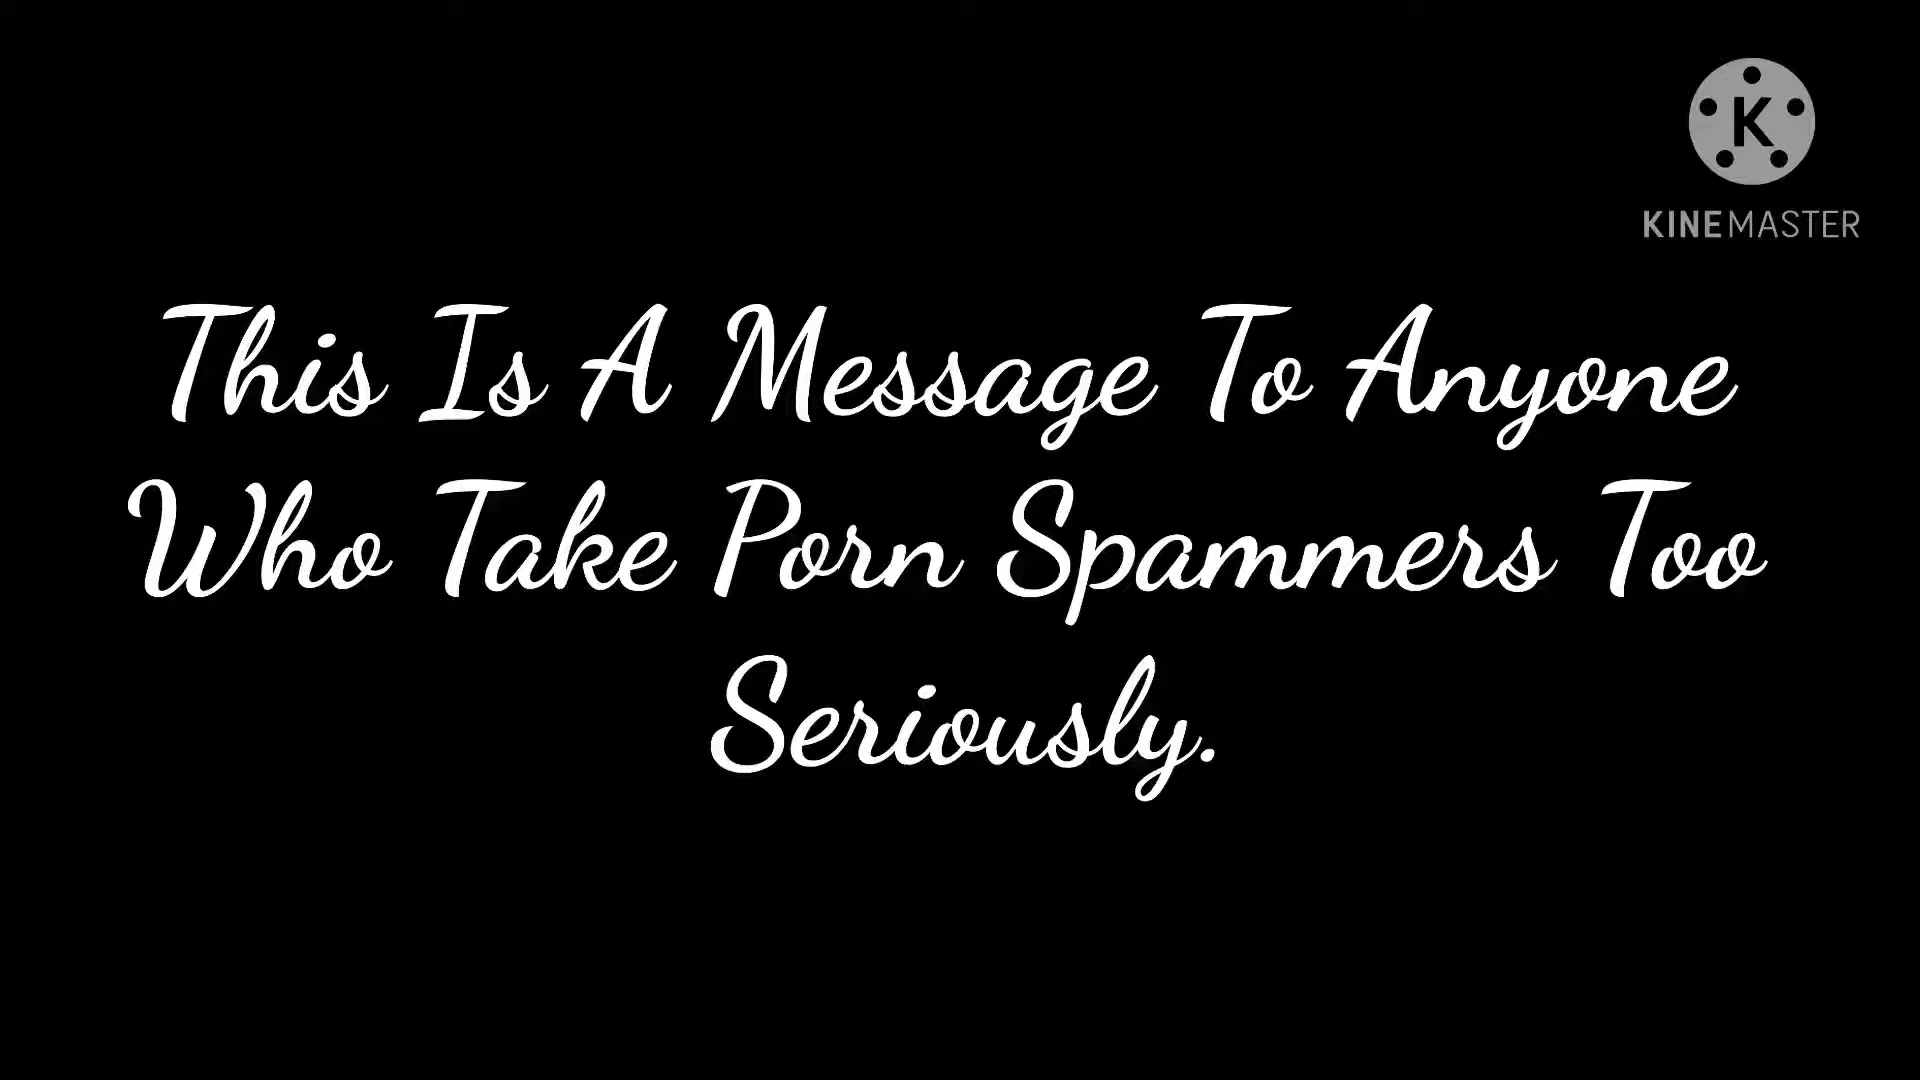 K
KINEMASTER
This Is A Message To Anyone
Who Take Porn Spammers Too
Seriously.